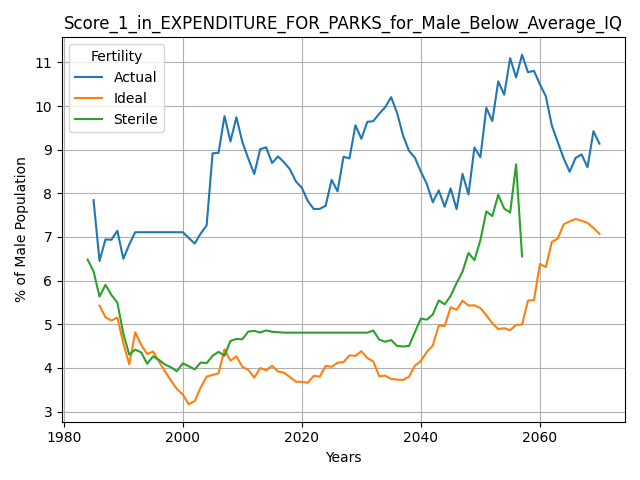 Score_1_in_EXPENDITURE_FOR_PARKS_for_Male_Below_Average_IQ
Fertility
Actual
Ideal
Sterile
% of Male Population
11
10
9
8
7
6
5
4
3
1980
2000
2020
2040
2060
Years